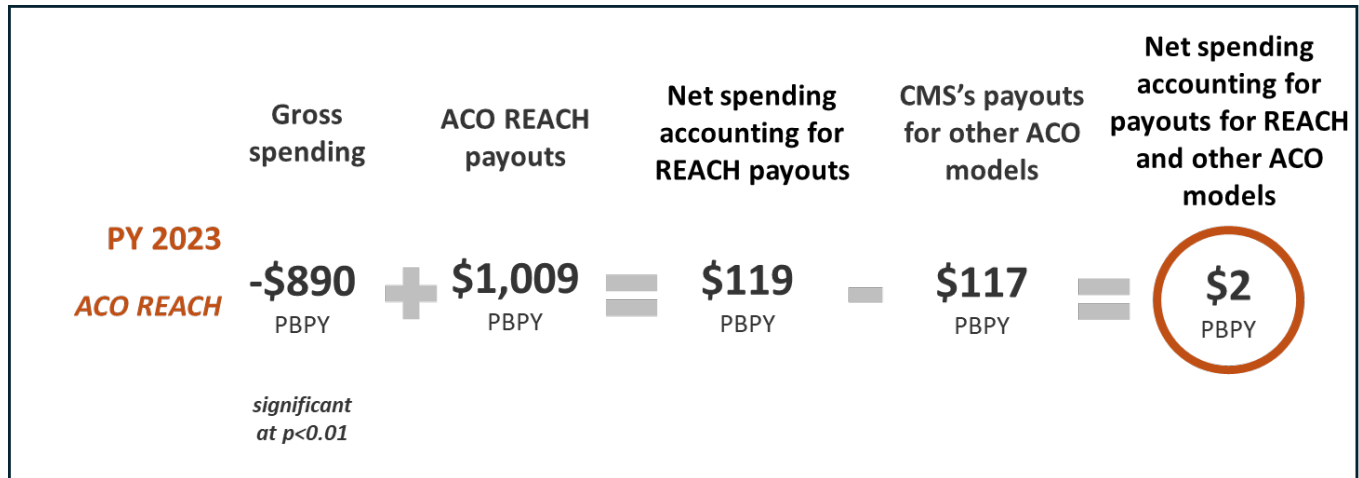 Gross
spending
ACO REACH
payouts
Net spending
accounting for
REACH payouts
CMS's payouts
for other ACO
models
Net spending
accounting for
payouts for REACH
and other ACO
models
PY 2023
ACO REACH
-$890
PBPY
+
$1,009
PBPY
=
$119
PBPY
-
$117
PBPY
=
$2
PBPY
significant
at p<0.01